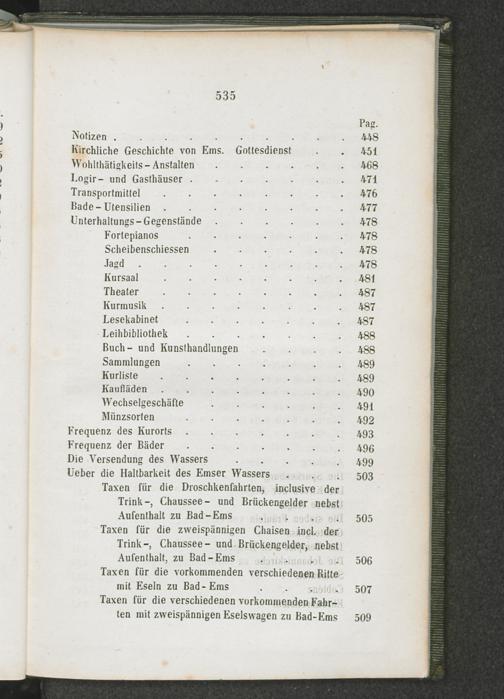 535
Pag.
Notizen . . . . . . . . . 448
Kirchliche Geschichte von Ems. Gottesdienst . . 451
Wohlthätigkeits-Anstalten . . . . . . 468
Logir- und Gasthäuser . . . . . . . 471
Transportmittel . . . . . . . . 476
Bade-Utensilien . . . . . . . . 477
Unterhaltungs-Gegenstände . . . . . . 478
Fortepianos . . . . . . . 478
Scheibenschiessen . . . . . . 478
Jagd . . . . . . . . 478
Kursaal . . . . . . . . 481
Theater . . . . . . . . 487
Kurmusik . . . . . . . 487
Lesekabinet . . . . . . . 487
Leihbibliothek . . . . . . . 488
Buch- und Kunsthandlungen . . . . 488
Sammlungen . . . . . . . 489
Kurliste . . . . . . . . 489
Kaufläden . . . . . . . 490
Wechselgeschäfte . . . . . . 491
Münzsorten . . . . . . . 492
Frequenz des Kurorts . . . . . . . 493
Frequenz der Bäder . . . . . . . 496
Die Versendung des Wassers . . . . . 499
Ueber die Haltbarkeit des Emser Wassers . . . 503
Taxen für die Droschkenfahrten, inclusive der
Trink-, Chaussee- und Brückengelder nebst
Aufenthalt zu Bad-Ems . . . . 505
Taxen für die zweispännigen Chaisen incl. der
Trink-, Chaussee- und Brückengelder, nebst
Aufenthalt, zu Bad-Ems . . . . 506
Taxen für die vorkommenden verschiedenen Ritte
mit Eseln zu Bad-Ems . . . . 507
Taxen für die verschiedenen vorkommenden Fahr-
ten mit zweispännigen Eselswagen zu Bad-Ems 509